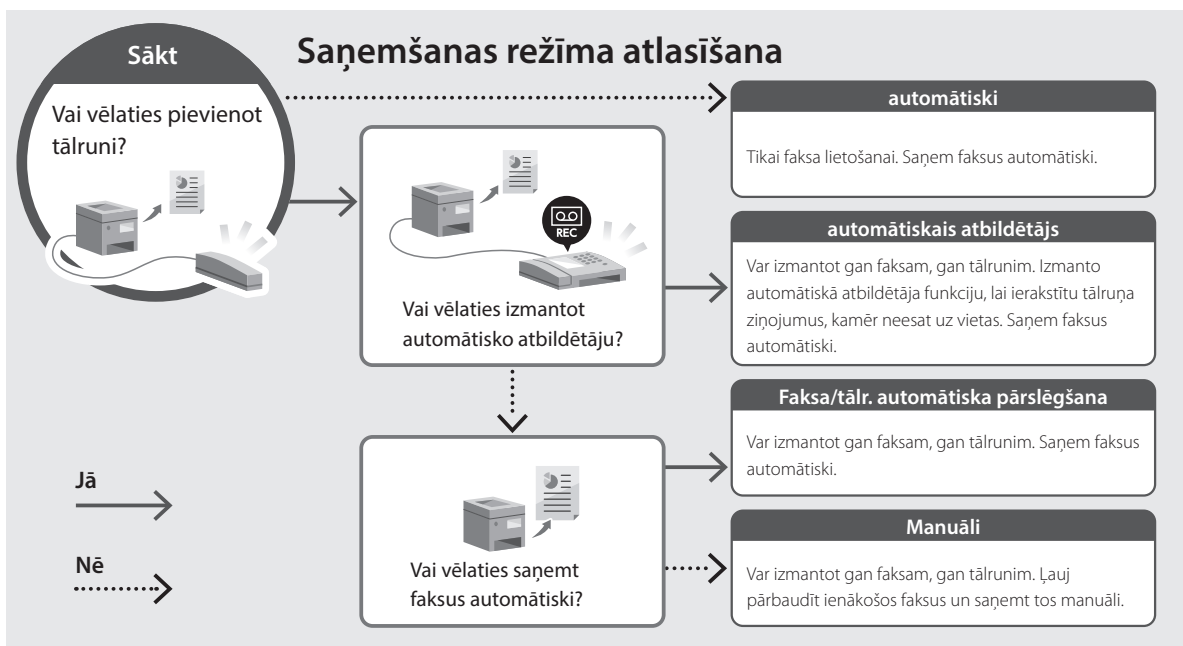 Saņemšanas režīma atlasīšana
Sākt
Vai vēlaties pievienot
tālruni?
automātiski
Tikai faksa lietošanai. Saņem faksus automātiski.
REC
Vai vēlaties izmantot
automātisko atbildētāju?
automātiskais atbildētājs
Var izmantot gan faksam, gan tālrunim. Izmanto
automātiskā atbildētāja funkciju, lai ierakstītu tālruņa
ziņojumus, kamēr neesat uz vietas. Saņem faksus
automātiski.
Faksa/tālr. automātiska pārslēgšana
Var izmantot gan faksam, gan tālrunim. Saņem faksus
automātiski.
Vai vēlaties saņemt
faksus automātiski?
Manuāli
Var izmantot gan faksam, gan tālrunim. Ļauj
pārbaudīt ienākošos faksus un saņemt tos manuāli.
Jā
Nē